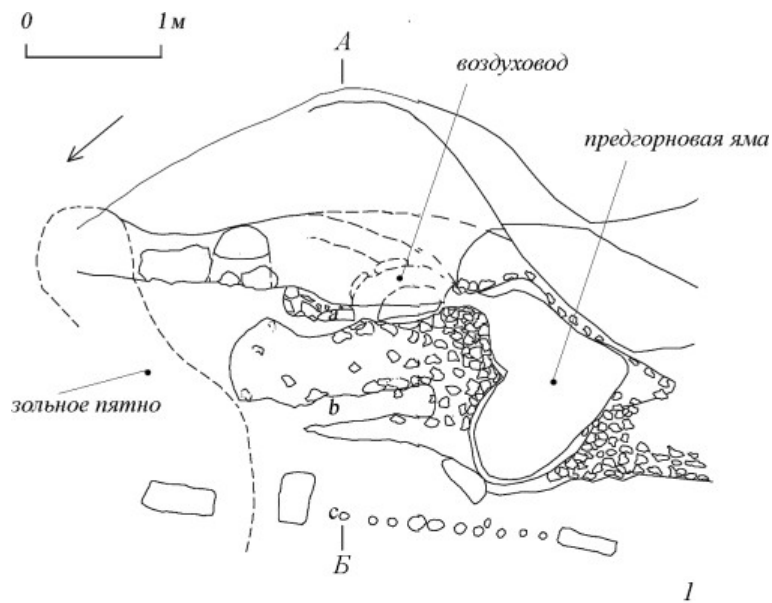 0 1 м
А
воздуховод
предгорновая яма
a
зольное пятно
b
c
Б
1